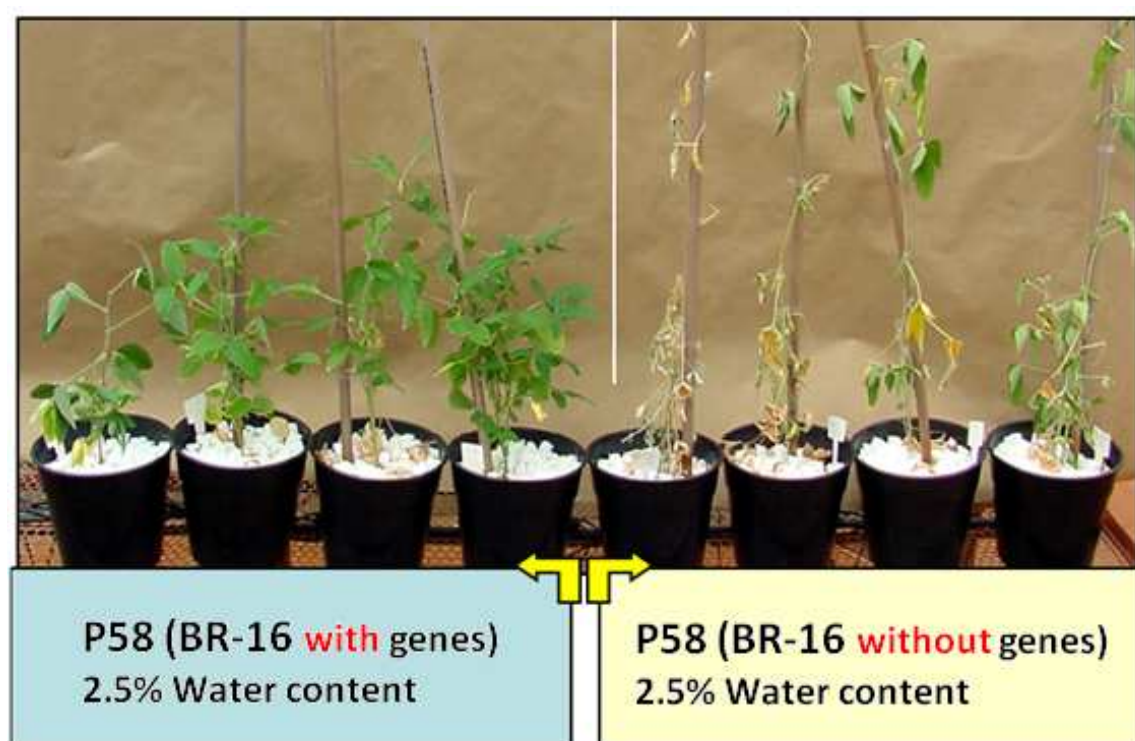 P58 (BR-16 with genes)
2.5% Water content
P58 (BR-16 without genes)
2.5% Water content